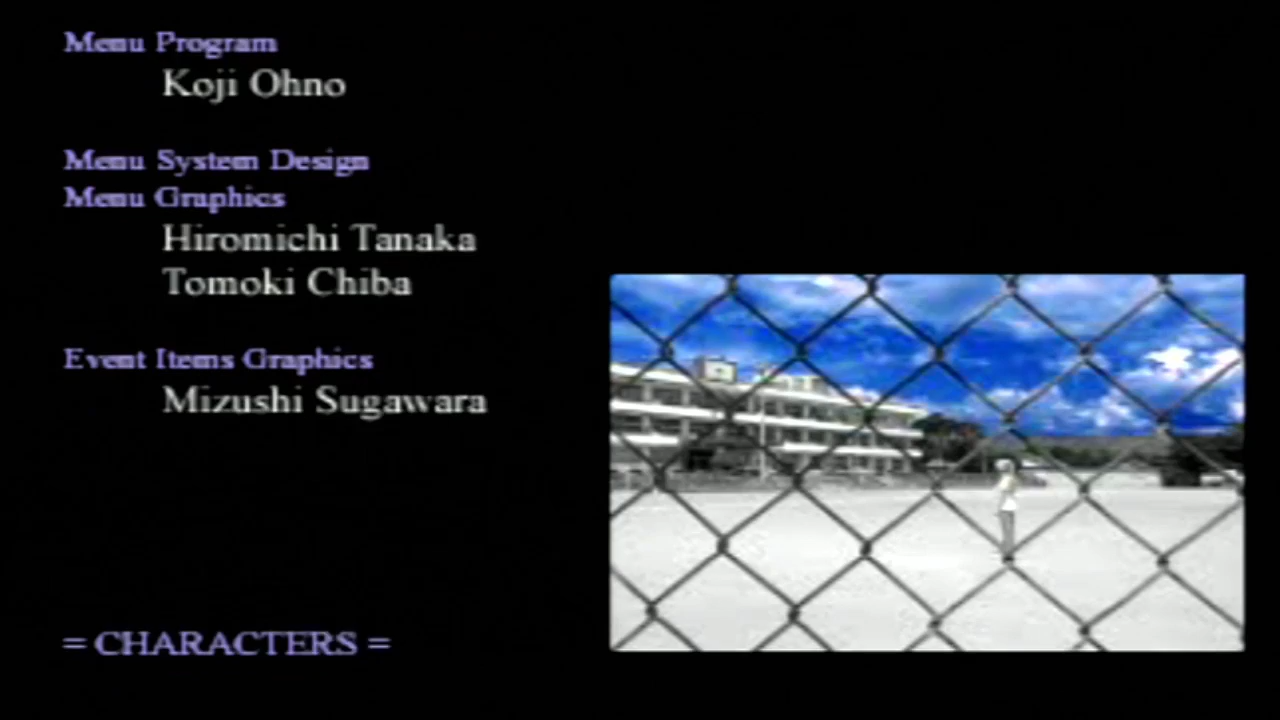 Menu Program
Koji Ohno
Menu System Design
Menu Graphics
Hiromichi Tanaka
Tomoki Chiba
Event Items Graphics
Mizushi Sugawara
= CHARACTERS =